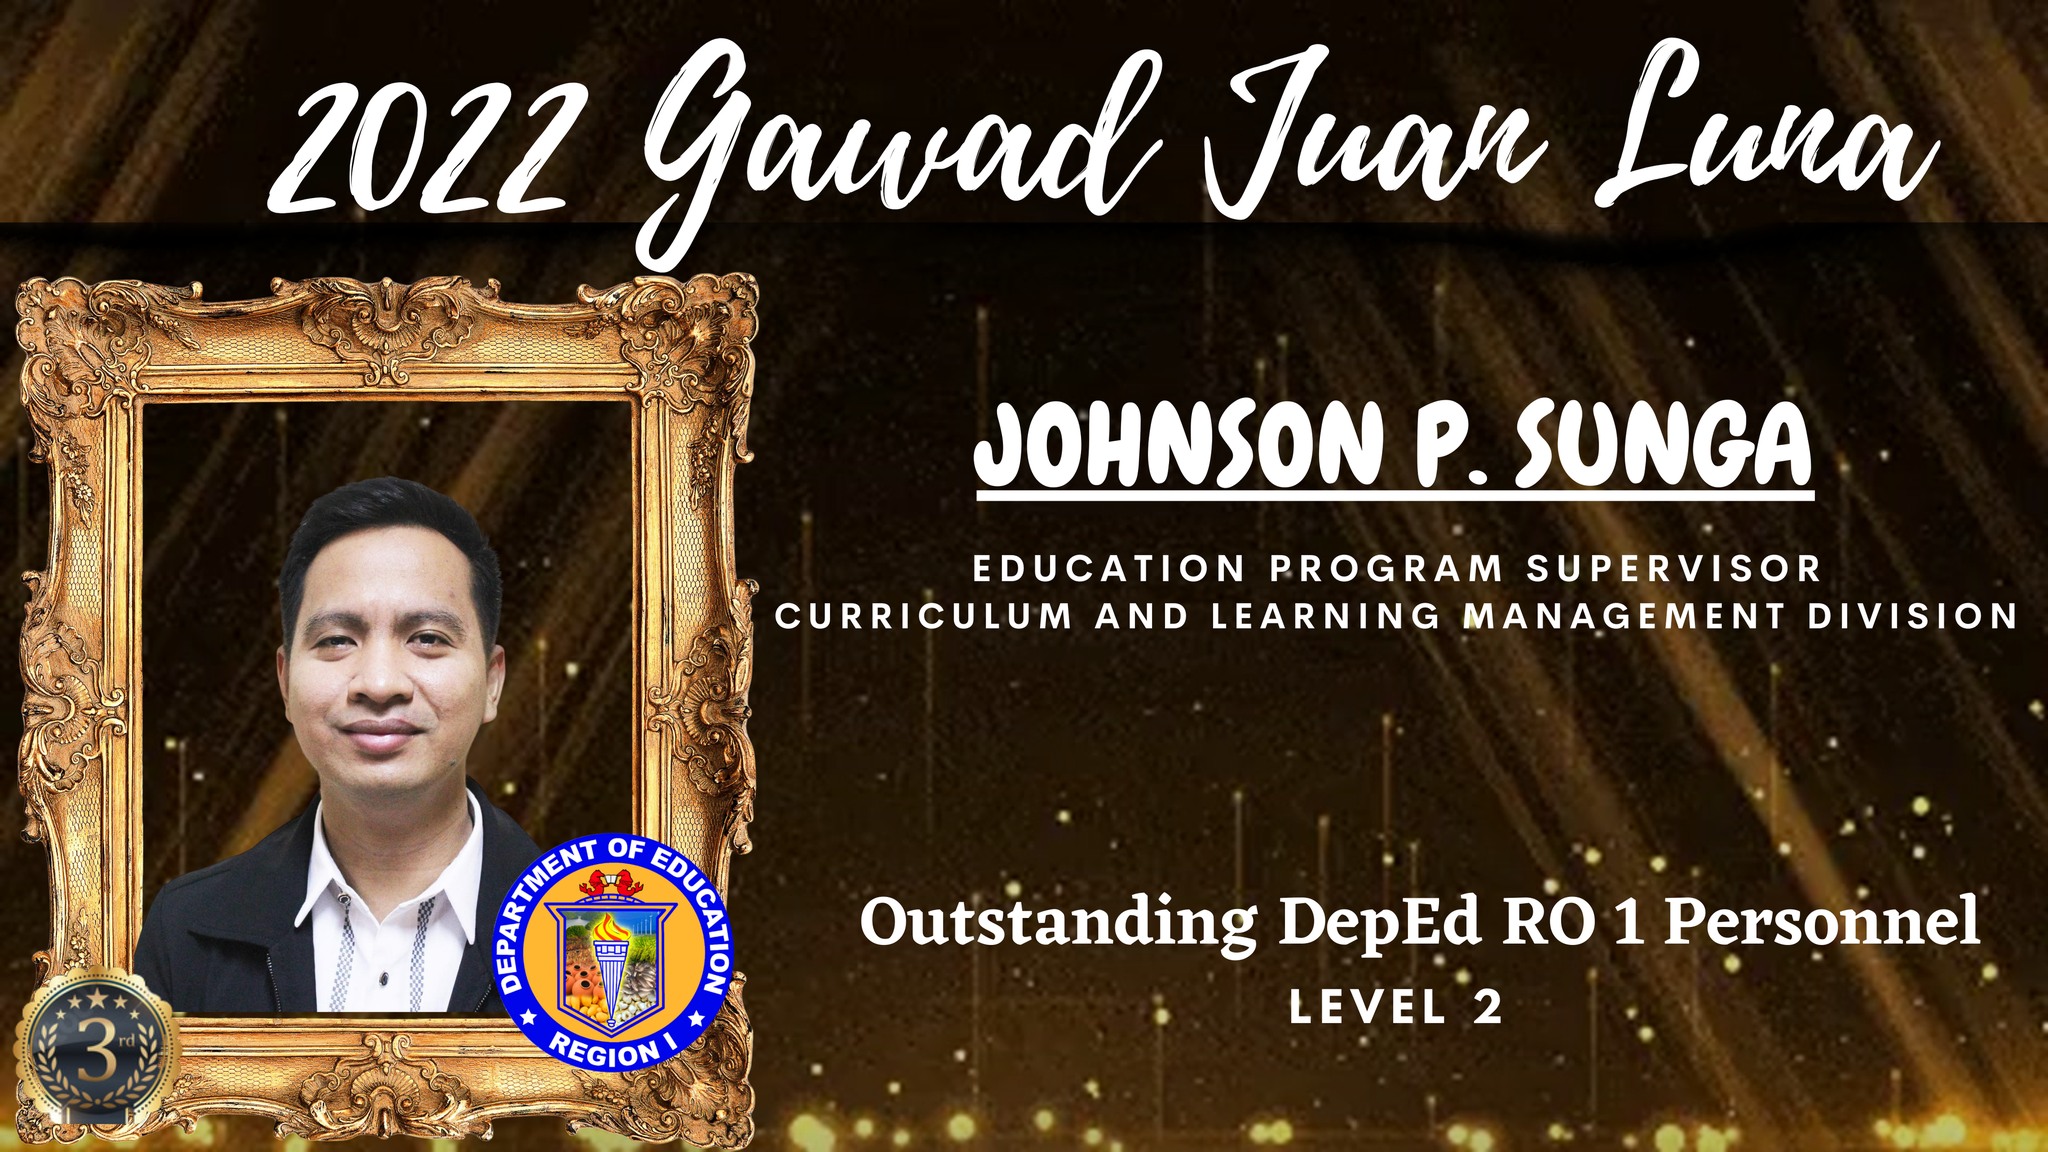 2022 Gawad Juan Luna
JOHNSON P. SUNGA
EDUCATION PROGRAM SUPERVISOR
CURRICULUM AND LEARNING MANAGEMENT DIVISION
Outstanding DepEd RO 1 Personnel
LEVEL 2
DEPARTMENT OF EDUCATION
REGION I
3rd